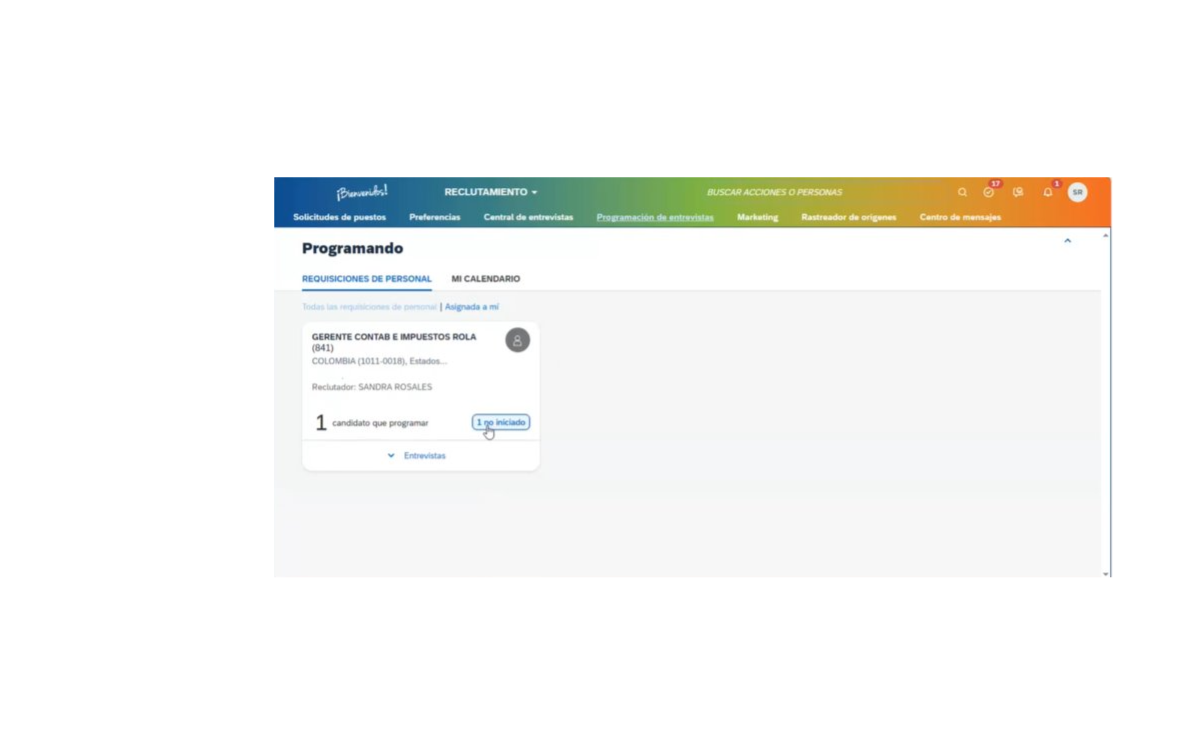 ¡Bienvenidos!
RECLUTAMIENTO
BUSCAR ACCIONES O PERSONAS
17
1
SR
Solicitudes de puestos Preferencias Central de entrevistas Programación de entrevistas Marketing Rastreador de orígenes Centro de mensajes
Programando
REQUISICIONES DE PERSONAL MI CALENDARIO
Todas las requisiciones de personal | Asignada a mí
GERENTE CONTAB E IMPUESTOS ROLA
(841)
COLOMBIA (1011-0018), Estados...
Reclutador: SANDRA ROSALES
1 candidato que programar 1 no iniciado
Entrevistas